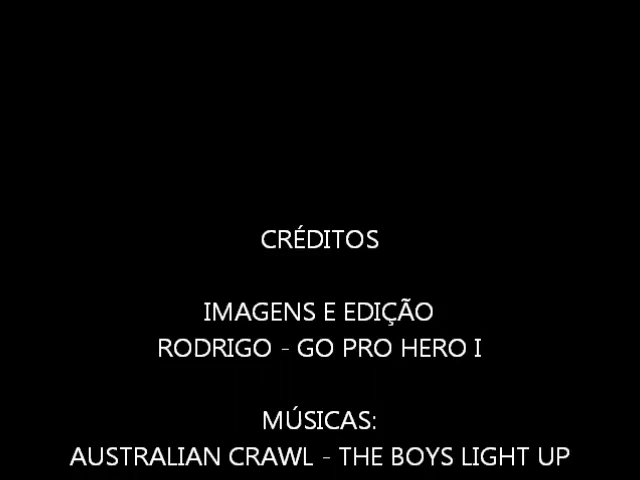 CRÉDITOS
IMAGENS E EDIÇÃO
RODRIGO - GO PRO HERO I
MÚSICAS:
AUSTRALIAN CRAWL - THE BOYS LIGHT UP